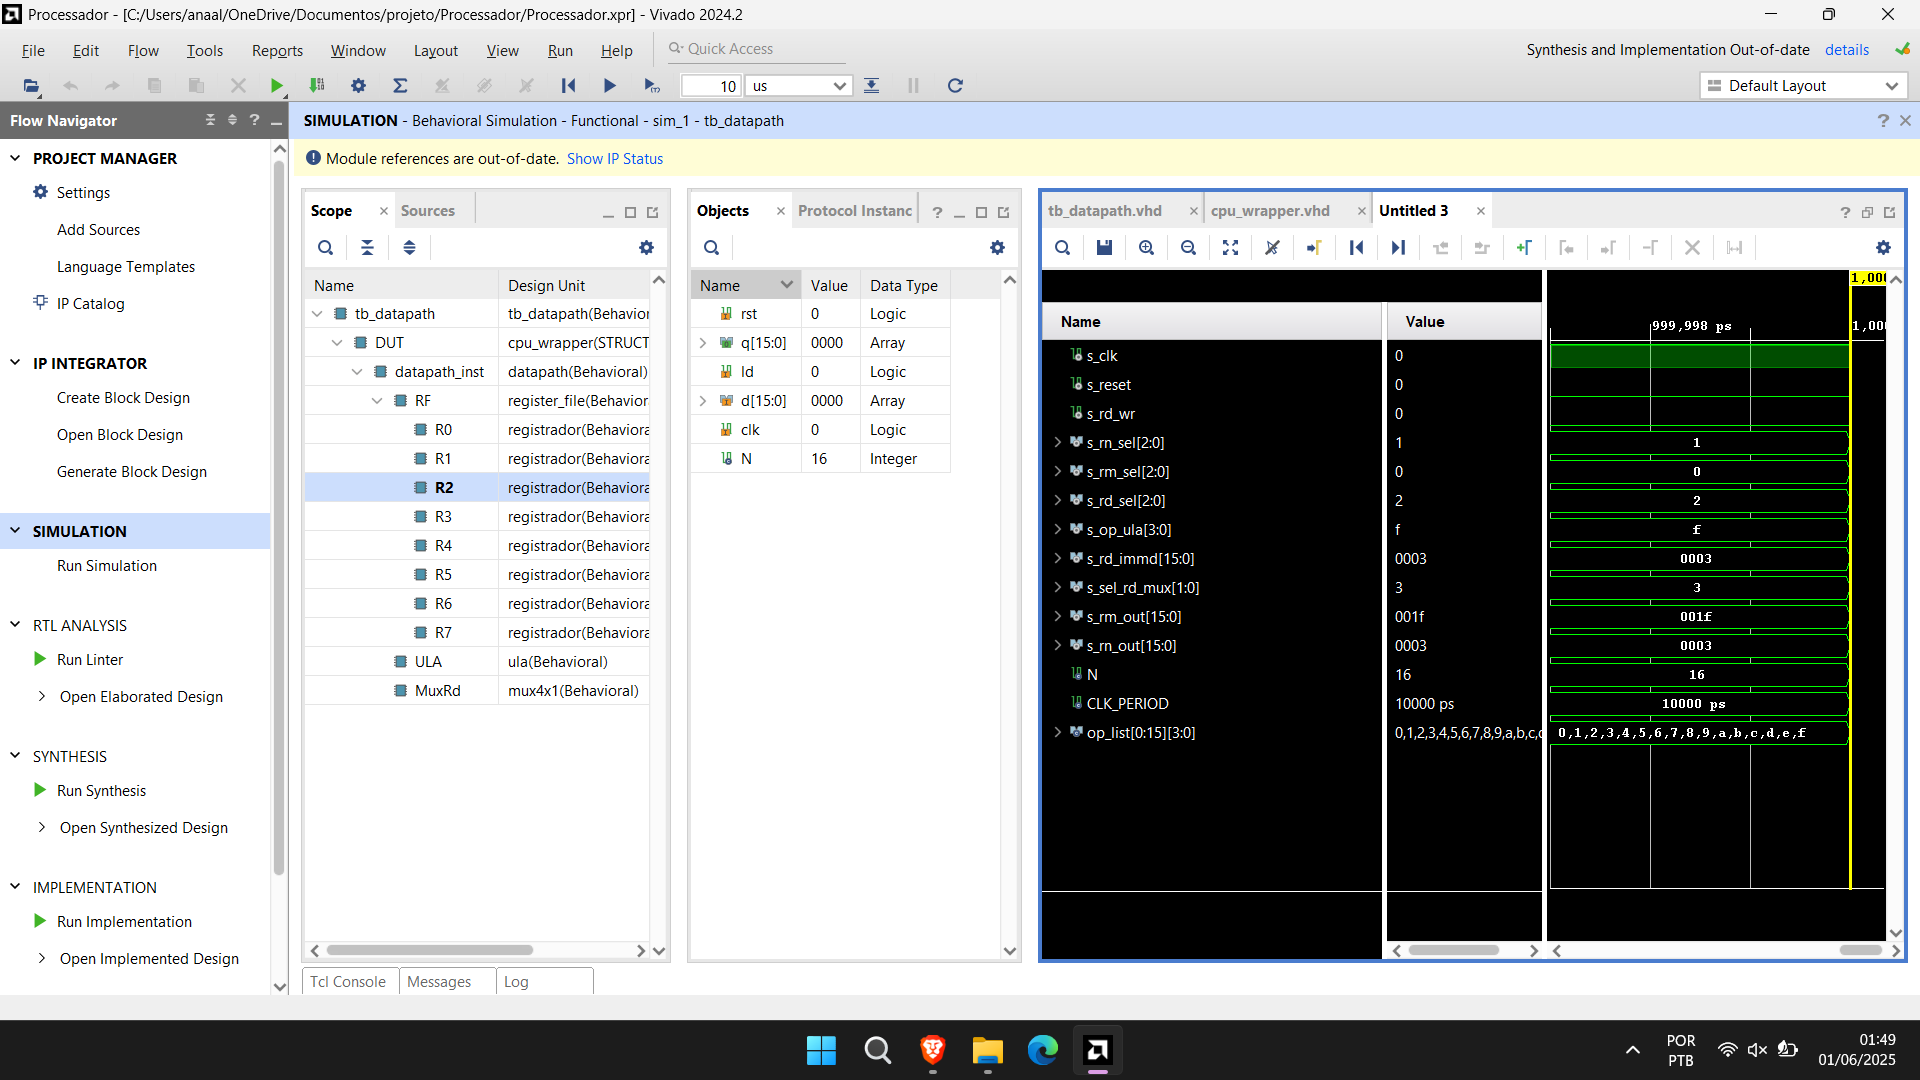 Processador - [C:/Users/anaal/OneDrive/Documentos/projeto/Processador/Processador.xpr] - Vivado 2024.2
File Edit Flow Tools Reports Window Layout View Run Help Quick Access
Synthesis and Implementation Out-of-date details
10 us
Default Layout
Flow Navigator
PROJECT MANAGER
Settings
Add Sources
Language Templates
IP Catalog
IP INTEGRATOR
Create Block Design
Open Block Design
Generate Block Design
SIMULATION
Run Simulation
RTL ANALYSIS
Run Linter
Open Elaborated Design
SYNTHESIS
Run Synthesis
Open Synthesized Design
IMPLEMENTATION
Run Implementation
Open Implemented Design
SIMULATION - Behavioral Simulation - Functional - sim_1 - tb_datapath
Module references are out-of-date. Show IP Status
Scope Sources
Name Design Unit
tb_datapath tb_datapath(Behavior
DUT cpu_wrapper(STRUCT
datapath_inst datapath(Behavioral)
RF register_file(Behavior
R0 registrador(Behaviora
R1 registrador(Behaviora
R2 registrador(Behaviora
R3 registrador(Behaviora
R4 registrador(Behaviora
R5 registrador(Behaviora
R6 registrador(Behaviora
R7 registrador(Behaviora
ULA ula(Behavioral)
MuxRd mux4x1(Behavioral)
Objects Protocol Instanc
Name Value Data Type
rst 0 Logic
q[15:0] 0000 Array
ld 0 Logic
d[15:0] 0000 Array
clk 0 Logic
N 16 Integer
tb_datapath.vhd cpu_wrapper.vhd Untitled 3
1,000
Name Value 999,998 ps 1,000
s_clk 0
s_reset 0
s_rd_wr 0
s_rn_sel[2:0] 1 1
s_rm_sel[2:0] 0 0
s_rd_sel[2:0] 2 2
s_op_ula[3:0] f f
s_rd_immd[15:0] 0003 0003
s_sel_rd_mux[1:0] 3 3
s_rm_out[15:0] 001f 001f
s_rn_out[15:0] 0003 0003
N 16 16
CLK_PERIOD 10000 ps 10000 ps
op_list[0:15][3:0] 0,1,2,3,4,5,6,7,8,9,a,b,c,d 0,1,2,3,4,5,6,7,8,9,a,b,c,d,e,f
Tcl Console Messages Log
POR
PTB
01:49
01/06/2025